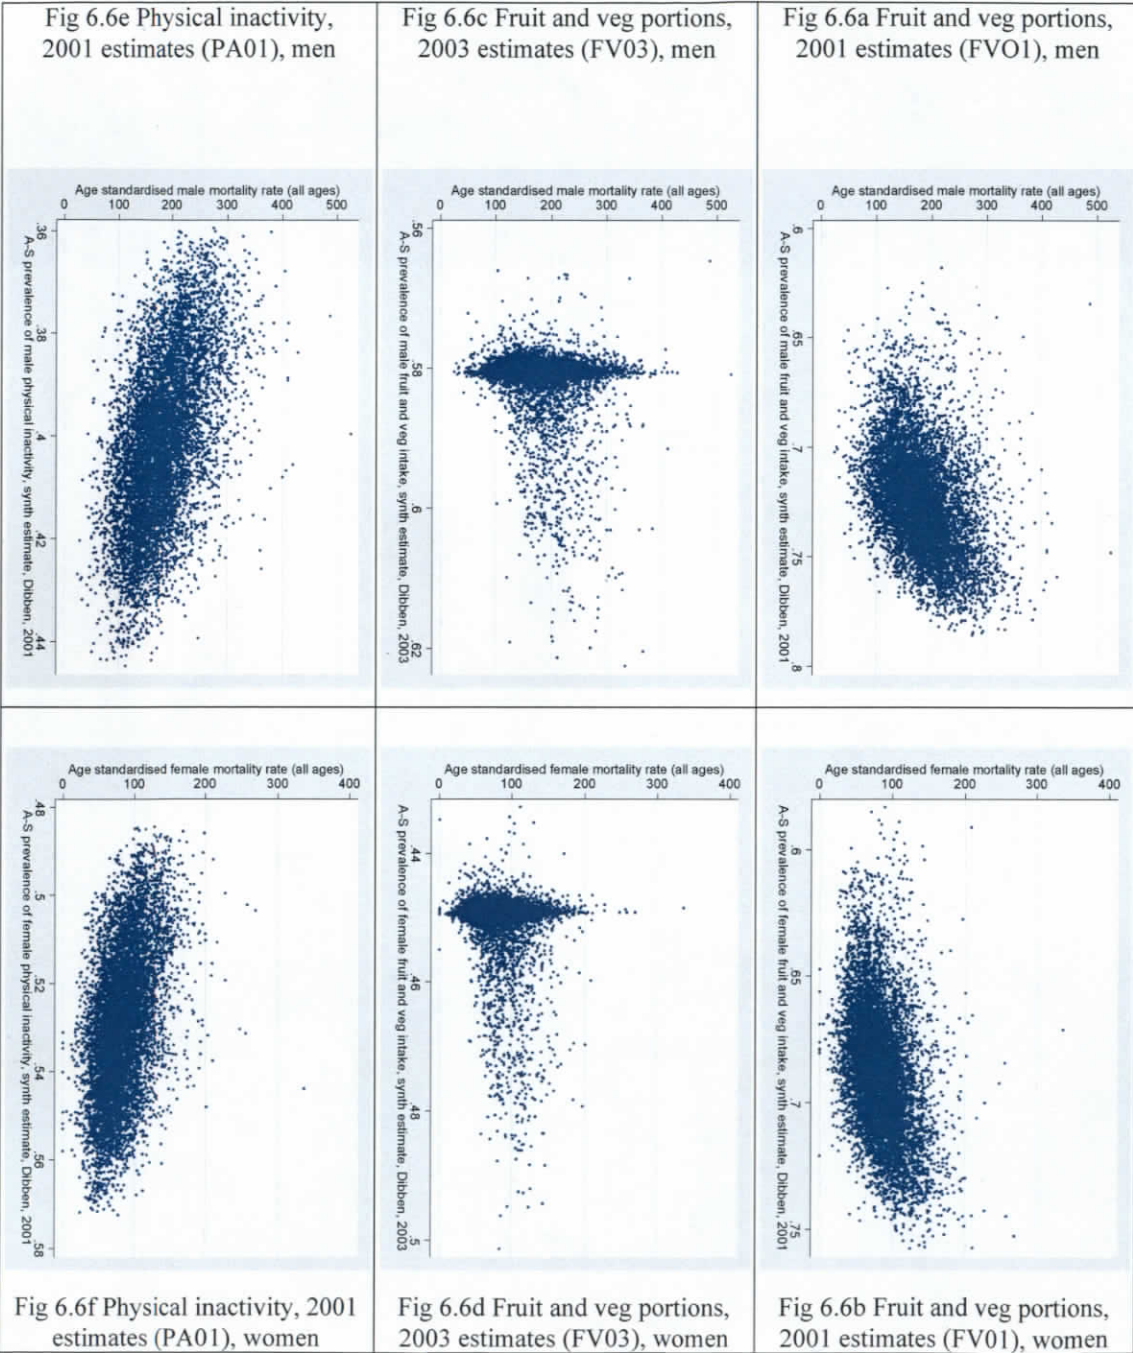 Fig 6.6e Physical inactivity,
2001 estimates (PA01), men
Fig 6.6c Fruit and veg portions,
2003 estimates (FV03), men
Fig 6.6a Fruit and veg portions,
2001 estimates (FVO1), men
Age standardised male mortality rate (all ages)
0 100 200 300 400 500
.36 .38 .4 .42 .44
A-S prevalence of male physical inactivity, synth estimate, Dibben, 2001
Age standardised male mortality rate (all ages)
0 100 200 300 400 500
.56 .58 .6 .62
A-S prevalence of male fruit and veg intake, synth estimate, Dibben, 2003
Age standardised male mortality rate (all ages)
0 100 200 300 400 500
.6 .65 .7 .75 .8
A-S prevalence of male fruit and veg intake, synth estimate, Dibben, 2001
Age standardised female mortality rate (all ages)
0 100 200 300 400
.48 .5 .52 .54 .56 .58
A-S prevalence of female physical inactivity, synth estimate, Dibben, 2001
Age standardised female mortality rate (all ages)
0 100 200 300 400
.44 .46 .48 .5
A-S prevalence of female fruit and veg intake, synth estimate, Dibben, 2003
Age standardised female mortality rate (all ages)
0 100 200 300 400
.6 .65 .7 .75
A-S prevalence of female fruit and veg intake, synth estimate, Dibben, 2001
Fig 6.6f Physical inactivity, 2001
estimates (PA01), women
Fig 6.6d Fruit and veg portions,
2003 estimates (FV03), women
Fig 6.6b Fruit and veg portions,
2001 estimates (FV01), women